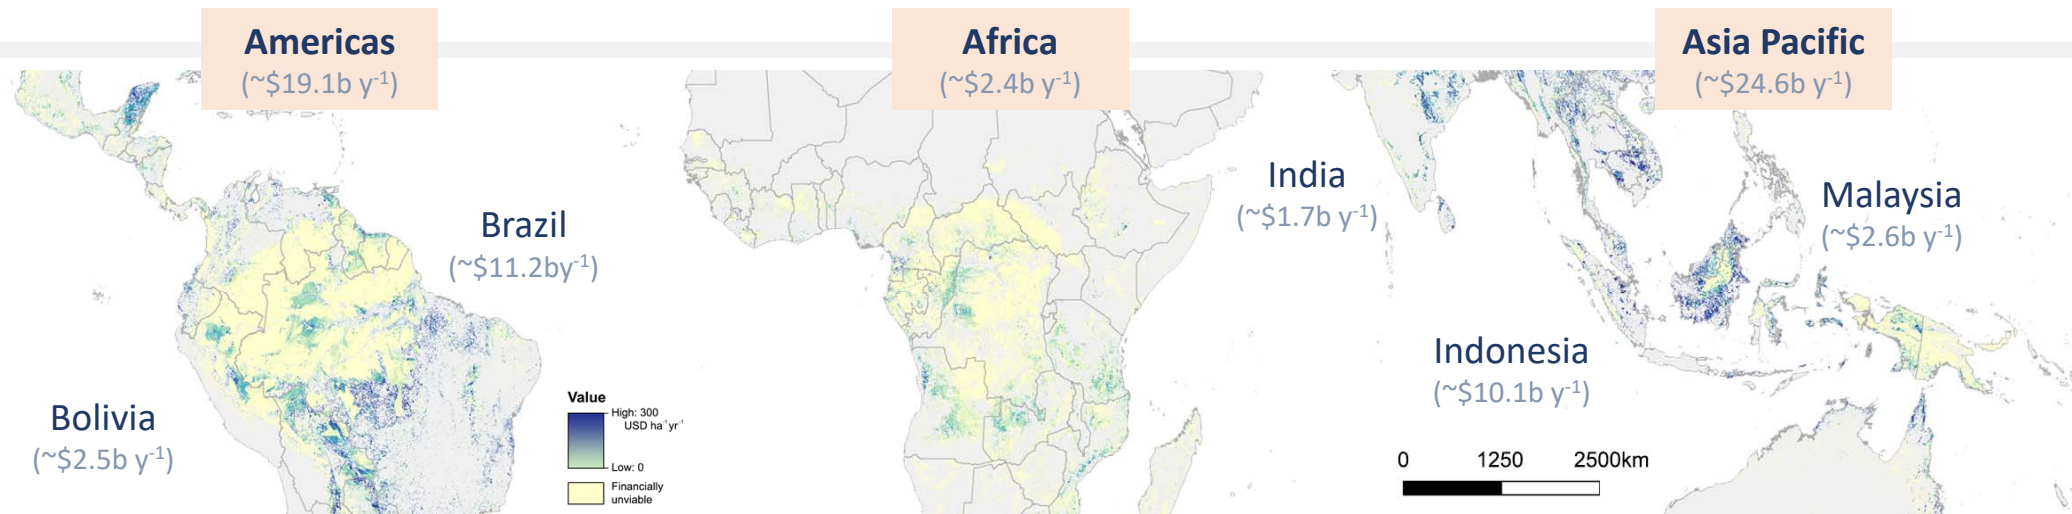 Americas
(~$19.1b y⁻¹)
Africa
(~$2.4b y⁻¹)
Asia Pacific
(~$24.6b y⁻¹)
Brazil
(~$11.2by⁻¹)
Bolivia
(~$2.5b y⁻¹)
Value
High: 300
USD ha⁻¹ yr⁻¹
Low: 0
Financially
unviable
India
(~$1.7b y⁻¹)
Malaysia
(~$2.6b y⁻¹)
Indonesia
(~$10.1b y⁻¹)
0 1250 2500km